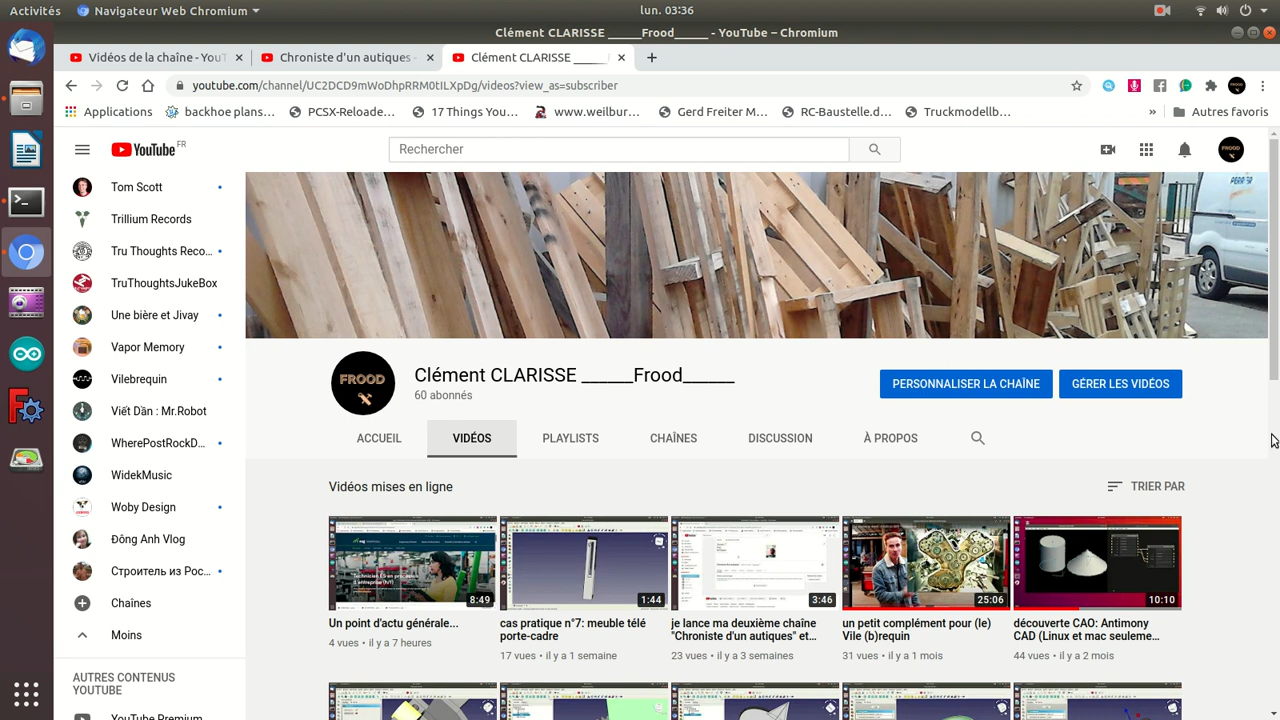 Activités
Navigateur Web Chromium
lun. 03:36
Clément CLARISSE ______Frood______ - YouTube – Chromium
Vidéos de la chaîne - YouT
Chroniste d'un autiques -
Clément CLARISSE _____
youtube.com/channel/UC2DCD9mWoDhpRRM0tILXpDg/videos?view_as=subscriber
Applications
backhoe plans...
PCSX-Reloade...
17 Things You...
www.weilbur...
Gerd Freiter M...
RC-Baustelle.d...
Truckmodellb...
»
Autres favoris
YouTube FR
Rechercher
FROOD
Tom Scott
Trillium Records
Tru Thoughts Reco...
TruThoughtsJukeBox
Une bière et Jivay
Vapor Memory
Vilebrequin
Viết Dần : Mr.Robot
WherePostRockD...
WidekMusic
Woby Design
Đông Anh Vlog
Строитель из Рос...
Chaînes
Moins
AUTRES CONTENUS
YOUTUBE
YouTube Premium
FROOD
Clément CLARISSE ______Frood______
60 abonnés
PERSONNALISER LA CHAÎNE
GÉRER LES VIDÉOS
ACCUEIL
VIDÉOS
PLAYLISTS
CHAÎNES
DISCUSSION
À PROPOS
Vidéos mises en ligne
TRIER PAR
8:49
Un point d'actu générale...
4 vues • il y a 7 heures
1:44
cas pratique n°7: meuble télé
porte-cadre
17 vues • il y a 1 semaine
3:46
je lance ma deuxième chaine
"Chroniste d'un autiques" et...
23 vues • il y a 3 semaines
25:06
un petit complément pour (le)
Vile (b)requin
31 vues • il y a 1 mois
10:10
découverte CAO: Antimony
CAD (Linux et mac seuleme...
44 vues • il y a 2 mois